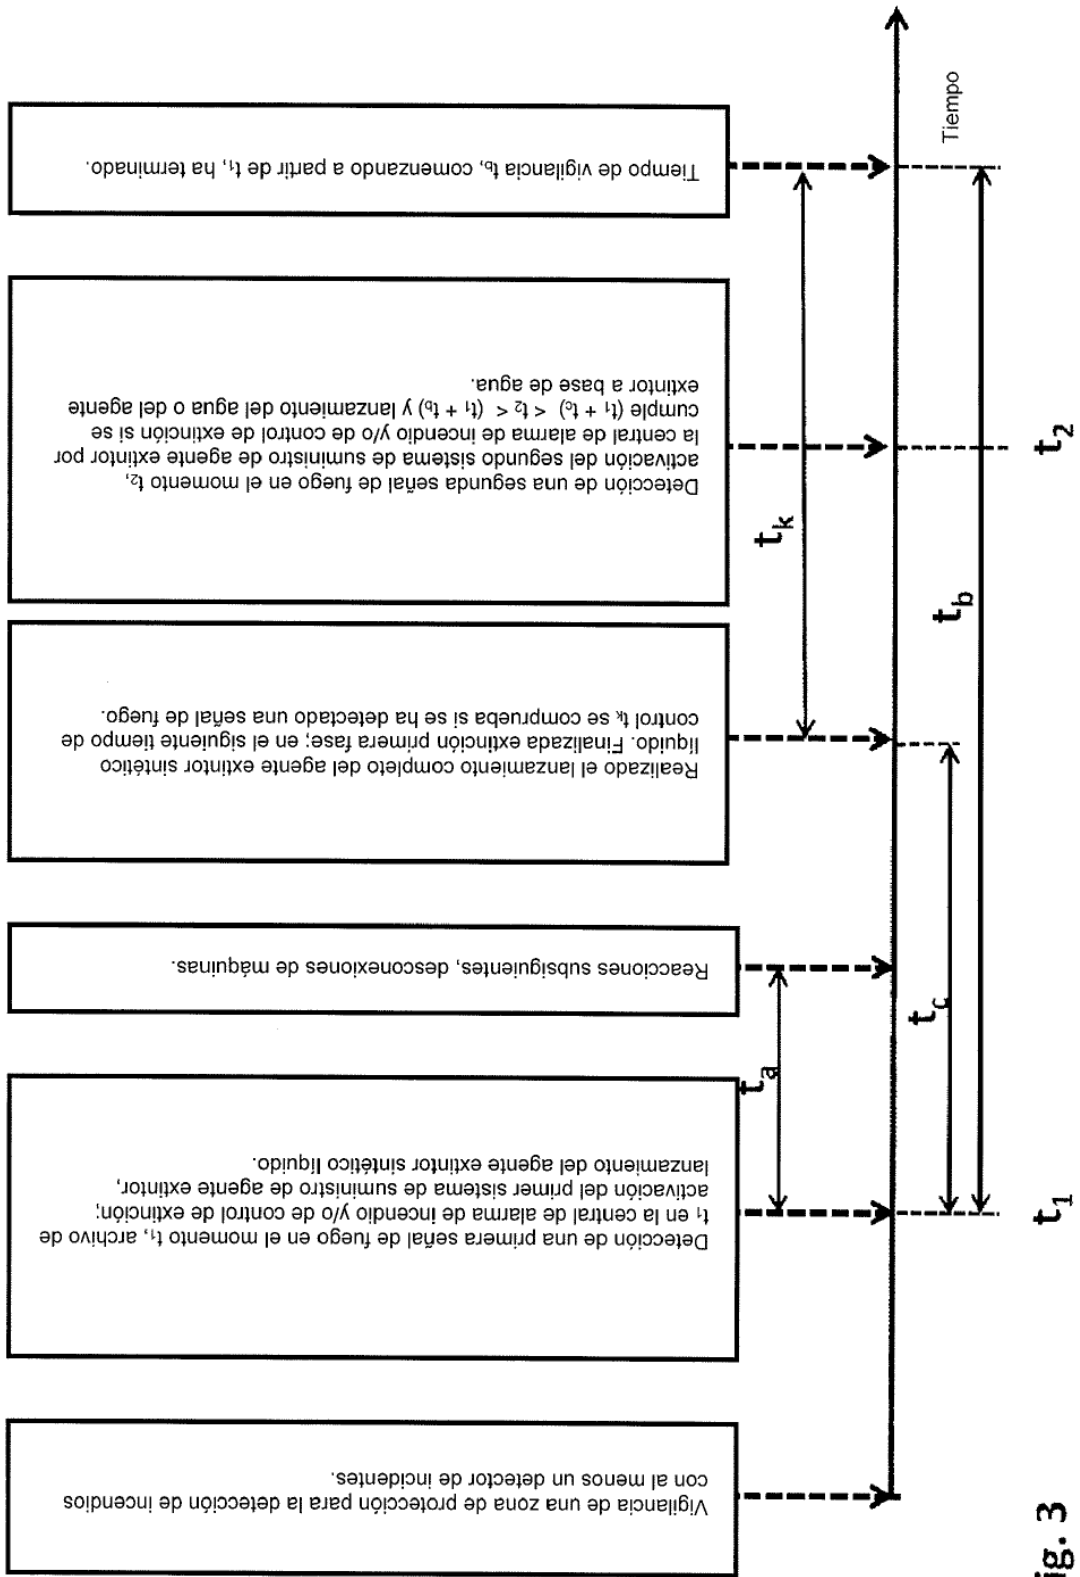 Vigilancia de una zona de protección para la detección de incendios
con al menos un detector de incidentes.
Detección de una primera señal de fuego en el momento t₁, archivo de
t₁ en la central de alarma de incendio y/o de control de extinción;
activación del primer sistema de suministro de agente extintor,
lanzamiento del agente extintor sintético líquido.
Reacciones subsiguientes, desconexiones de máquinas.
Realizado el lanzamiento completo del agente extintor sintético
líquido. Finalizada extinción primera fase; en el siguiente tiempo de
control tₖ se comprueba si se ha detectado una señal de fuego.
Detección de una segunda señal de fuego en el momento t₂,
activación del segundo sistema de suministro de agente extintor por
la central de alarma de incendio y/o de control de extinción si se
cumple (t₁ + t_c) < t₂ < (t₁ + t_b) y lanzamiento del agua o del agente
extintor a base de agua.
Tiempo de vigilancia t_b, comenzando a partir de t₁, ha terminado.
t_a
t_k
t_c
t_b
Tiempo
t₁
t₂
ig. 3